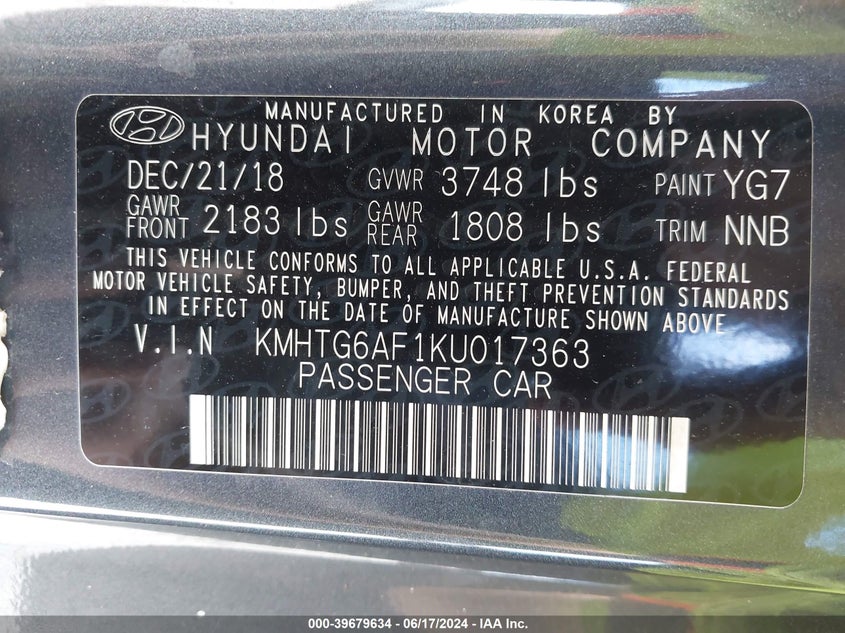 MANUFACTURED IN KOREA BY
HYUNDAI MOTOR COMPANY
DEC/21/18 GVWR 3748 lbs PAINT YG7
GAWR FRONT 2183 lbs GAWR REAR 1808 lbs TRIM NNB
THIS VEHICLE CONFORMS TO ALL APPLICABLE U.S.A. FEDERAL
MOTOR VEHICLE SAFETY, BUMPER, AND THEFT PREVENTION STANDARDS
IN EFFECT ON THE DATE OF MANUFACTURE SHOWN ABOVE
V.I.N KMHTG6AF1KU017363
PASSENGER CAR
000-39679634 - 06/17/2024 - IAA Inc.